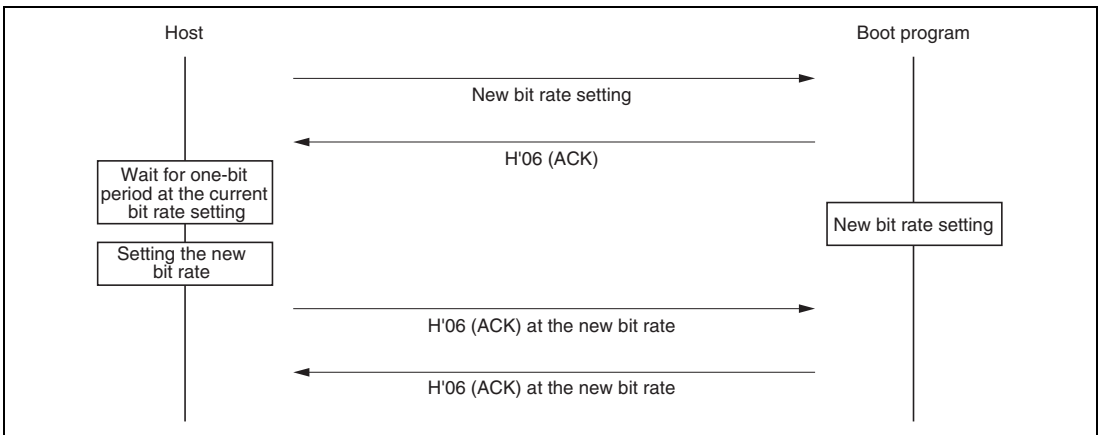 Host
Boot program
New bit rate setting
H'06 (ACK)
Wait for one-bit
period at the current
bit rate setting
New bit rate setting
Setting the new
bit rate
H'06 (ACK) at the new bit rate
H'06 (ACK) at the new bit rate